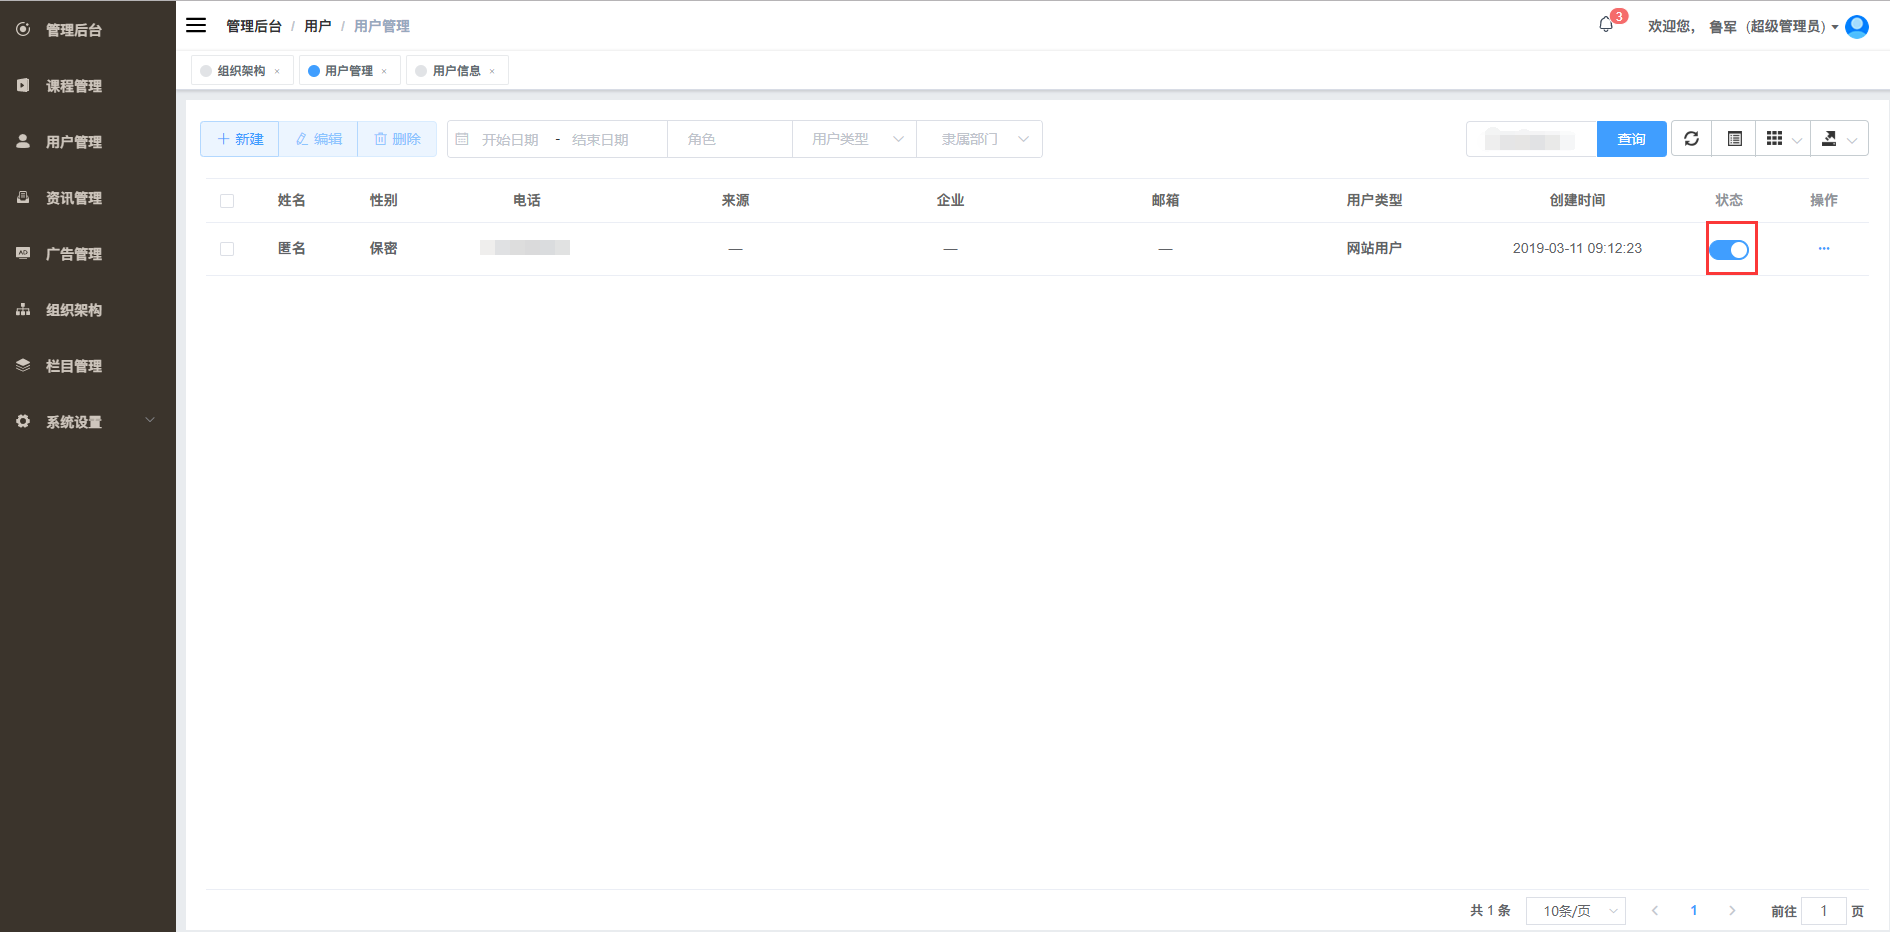 管理后台
课程管理
用户管理
资讯管理
广告管理
组织架构
栏目管理
系统设置
管理后台 / 用户 / 用户管理
3
欢迎您， 鲁军 (超级管理员)
组织架构 ×
用户管理 ×
用户信息 ×
+ 新建 编辑 删除
开始日期 - 结束日期 角色 用户类型 隶属部门
查询
姓名 性别 电话 来源 企业 邮箱 用户类型 创建时间 状态 操作
匿名 保密 — — — 网站用户 2019-03-11 09:12:23 ···
共 1 条 10条/页 < 1 > 前往 1 页